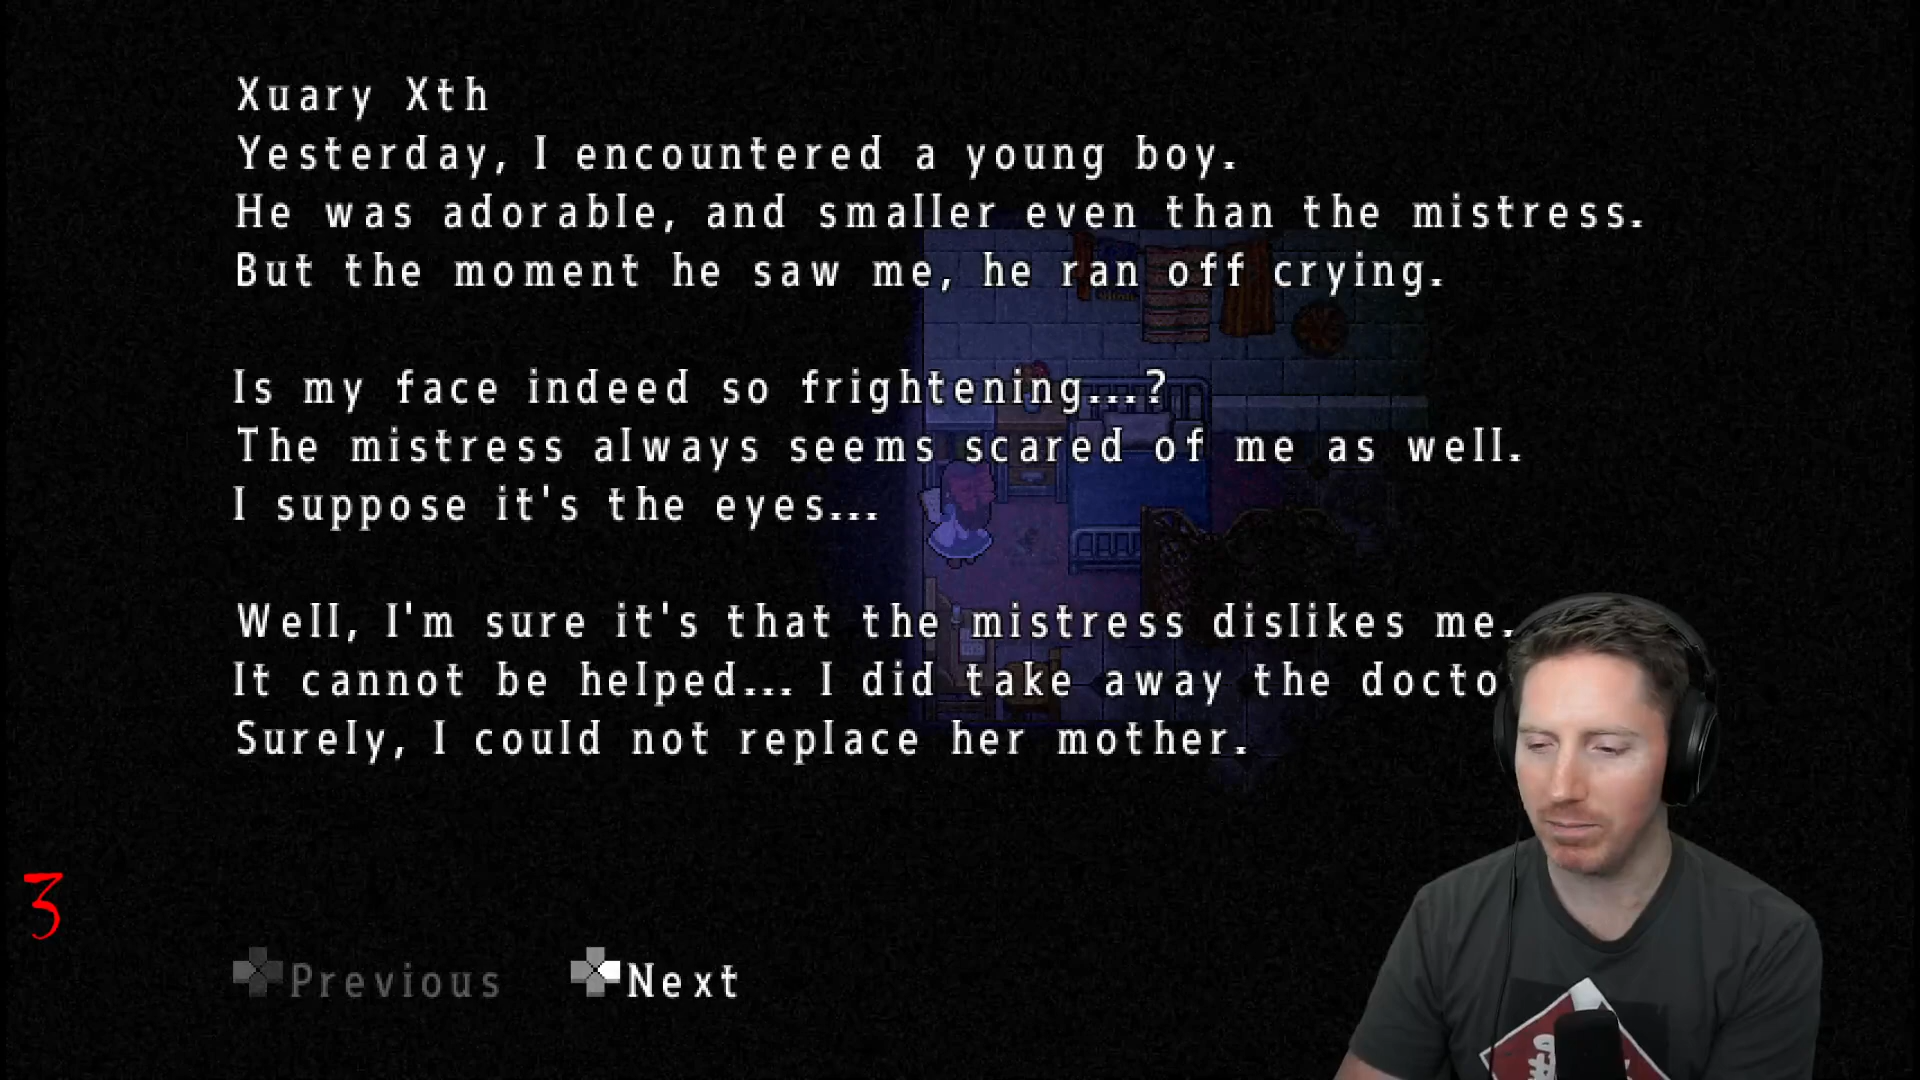 Xuary Xth
Yesterday, I encountered a young boy.
He was adorable, and smaller even than the mistress.
But the moment he saw me, he ran off crying.
Is my face indeed so frightening...?
The mistress always seems scared of me as well.
I suppose it's the eyes...
Well, I'm sure it's that the mistress dislikes me.
It cannot be helped... I did take away the
Surely, I could not replace her mother.
3
Previous Next